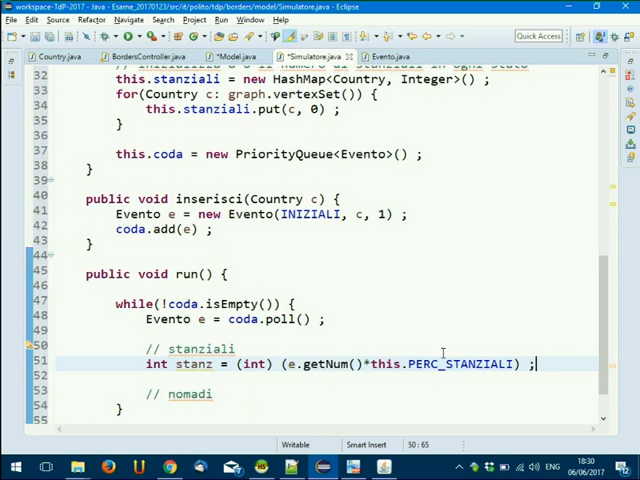 workspace-TdP-2017 - Java - Esame_20170123/src/it/polito/tdp/borders/model/Simulatore.java - Eclipse
File Edit Source Refactor Navigate Search Project Run Window Help
Quick Access
Country.java BordersController.java *Model.java *Simulatore.java Evento.java
32 this.stanziali = new HashMap<Country, Integer>() ;
33 for(Country c: graph.vertexSet()) {
34 this.stanziali.put(c, 0) ;
35 }
36
37 this.coda = new PriorityQueue<Evento>() ;
38 }
39
40 public void inserisci(Country c) {
41 Evento e = new Evento(INIZIALI, c, 1) ;
42 coda.add(e) ;
43 }
44
45 public void run() {
46
47 while(!coda.isEmpty()) {
48 Evento e = coda.poll() ;
49
50 // stanziali
51 int stanz = (int) (e.getNum()*this.PERC_STANZIALI) ;
52
53 // nomadi
54 }
55
Writable Smart Insert 50 : 65
ENG 18:30
06/06/2017